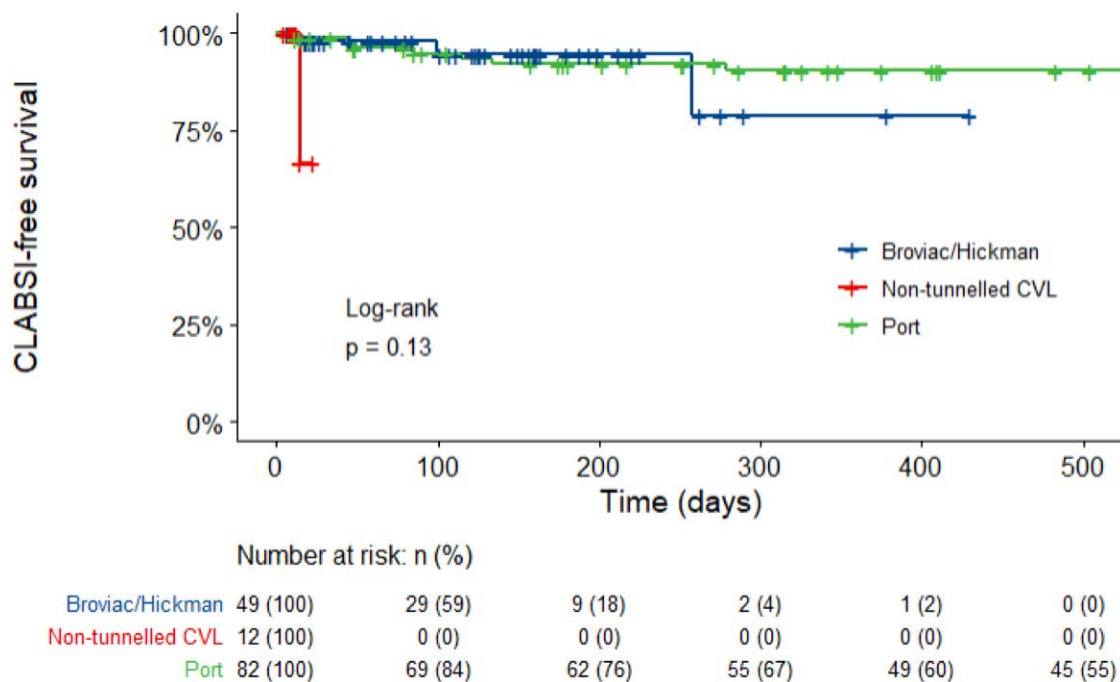 CLABSI-free survival
100%
75%
50%
25%
0%
Broviac/Hickman
Non-tunnelled CVL
Port
Log-rank
p = 0.13
0 100 200 300 400 500
Time (days)
Number at risk: n (%)
Broviac/Hickman 49 (100) 29 (59) 9 (18) 2 (4) 1 (2) 0 (0)
Non-tunnelled CVL 12 (100) 0 (0) 0 (0) 0 (0) 0 (0) 0 (0)
Port 82 (100) 69 (84) 62 (76) 55 (67) 49 (60) 45 (55)